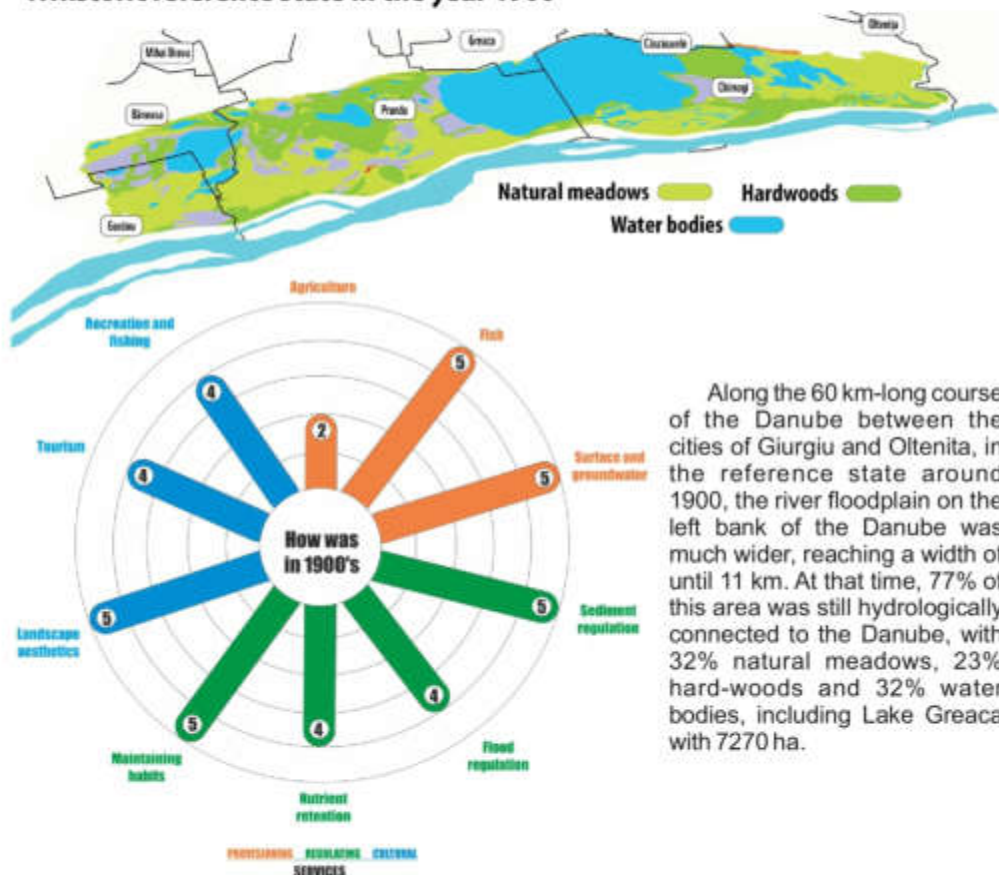 Mihai Bravu
Greaca
Căscioarele
Oltenița
Băneasa
Prundu
Chirnogi
Gostinu
Natural meadows
Hardwoods
Water bodies
Agriculture
Recreation and
fishing
Fish
5
4
2
Tourism
4
Surface and
groundwater
5
How was
in 1900's
Landscape
aesthetics
5
5
Sediment
regulation
5
4
4
Maintaining
habits
Flood
regulation
Nutrient
retention
PROVISIONING REGULATING CULTURAL
SERVICES
Along the 60 km-long course
of the Danube between the
cities of Giurgiu and Oltenita, in
the reference state around
1900, the river floodplain on the
left bank of the Danube was
much wider, reaching a width of
until 11 km. At that time, 77% of
this area was still hydrologically
connected to the Danube, with
32% natural meadows, 23%
hard-woods and 32% water
bodies, including Lake Greaca
with 7270 ha.